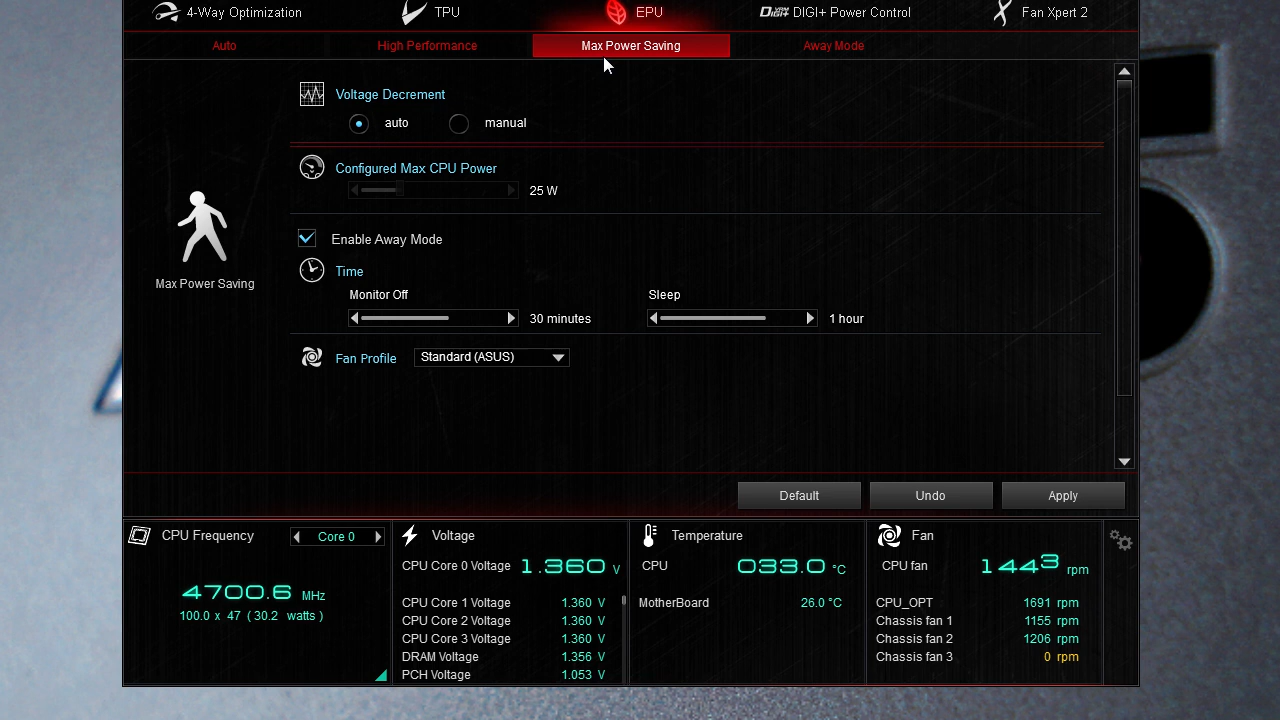 4-Way Optimization TPU EPU DIGI+ VRM DIGI+ Power Control Fan Xpert 2
Auto High Performance Max Power Saving Away Mode
Voltage Decrement
auto manual
Configured Max CPU Power
25 W
Enable Away Mode
Time
Monitor Off Sleep
30 minutes 1 hour
Max Power Saving
Fan Profile Standard (ASUS)
Default Undo Apply
CPU Frequency Core 0
4700.6 MHz
100.0 x 47 ( 30.2 watts )
Voltage
CPU Core 0 Voltage 1.360 V
CPU Core 1 Voltage 1.360 V
CPU Core 2 Voltage 1.360 V
CPU Core 3 Voltage 1.360 V
DRAM Voltage 1.356 V
PCH Voltage 1.053 V
Temperature
CPU 033.0 °C
MotherBoard 26.0 °C
Fan
CPU fan 1443 rpm
CPU_OPT 1691 rpm
Chassis fan 1 1155 rpm
Chassis fan 2 1206 rpm
Chassis fan 3 0 rpm